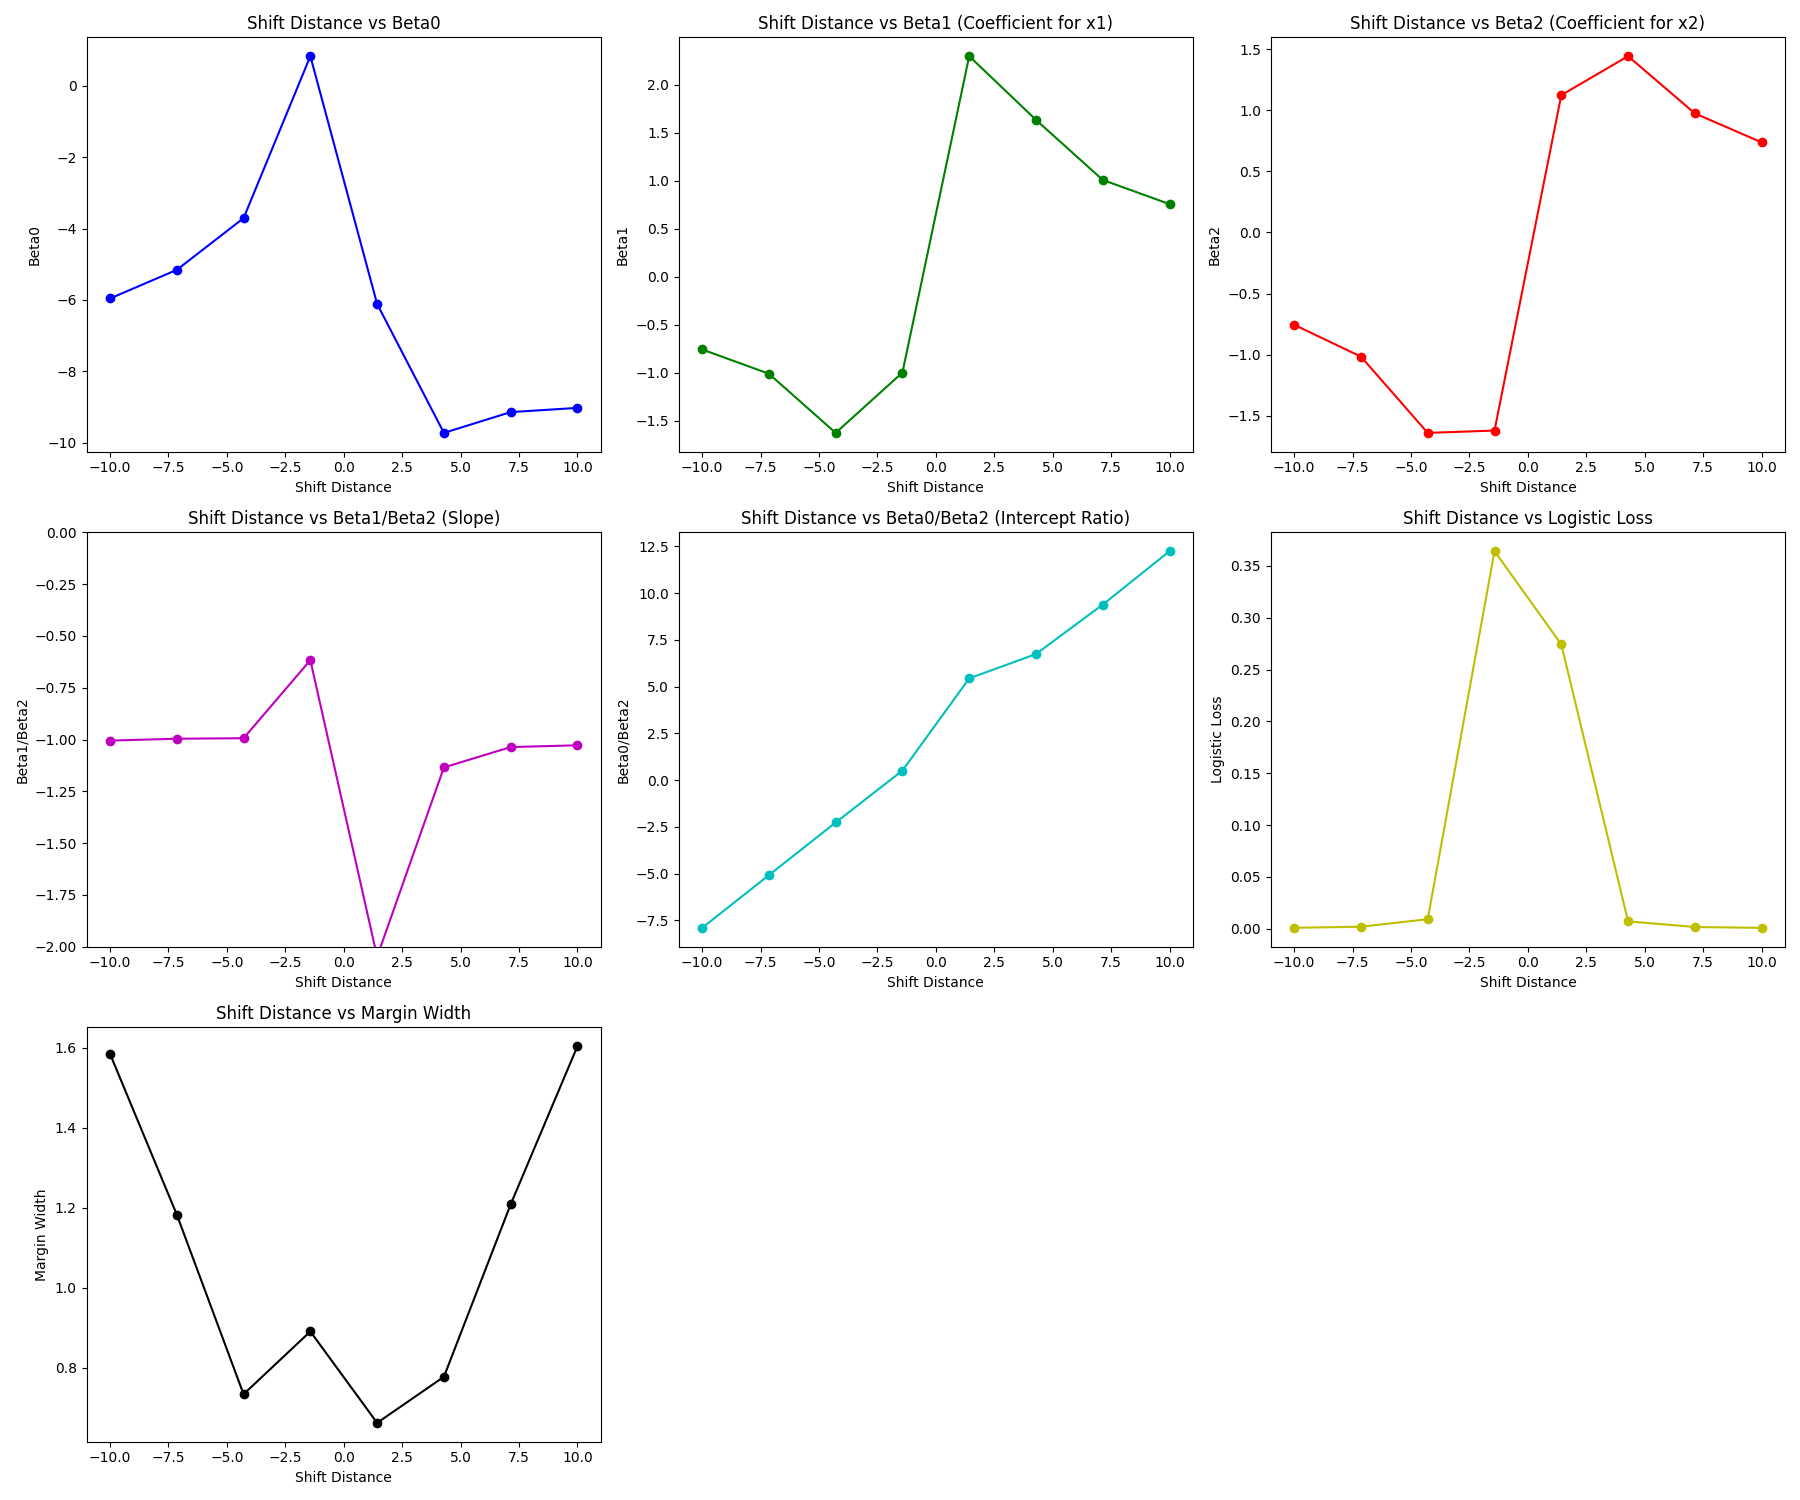 Shift Distance vs Beta0
Beta0
0
−2
−4
−6
−8
−10
−10.0 −7.5 −5.0 −2.5 0.0 2.5 5.0 7.5 10.0
Shift Distance
Shift Distance vs Beta1 (Coefficient for x1)
Beta1
2.0
1.5
1.0
0.5
0.0
−0.5
−1.0
−1.5
−10.0 −7.5 −5.0 −2.5 0.0 2.5 5.0 7.5 10.0
Shift Distance
Shift Distance vs Beta2 (Coefficient for x2)
Beta2
1.5
1.0
0.5
0.0
−0.5
−1.0
−1.5
−10.0 −7.5 −5.0 −2.5 0.0 2.5 5.0 7.5 10.0
Shift Distance
Shift Distance vs Beta1/Beta2 (Slope)
Beta1/Beta2
0.00
−0.25
−0.50
−0.75
−1.00
−1.25
−1.50
−1.75
−2.00
−10.0 −7.5 −5.0 −2.5 0.0 2.5 5.0 7.5 10.0
Shift Distance
Shift Distance vs Beta0/Beta2 (Intercept Ratio)
Beta0/Beta2
12.5
10.0
7.5
5.0
2.5
0.0
−2.5
−5.0
−7.5
−10.0 −7.5 −5.0 −2.5 0.0 2.5 5.0 7.5 10.0
Shift Distance
Shift Distance vs Logistic Loss
Logistic Loss
0.35
0.30
0.25
0.20
0.15
0.10
0.05
0.00
−10.0 −7.5 −5.0 −2.5 0.0 2.5 5.0 7.5 10.0
Shift Distance
Shift Distance vs Margin Width
Margin Width
1.6
1.4
1.2
1.0
0.8
−10.0 −7.5 −5.0 −2.5 0.0 2.5 5.0 7.5 10.0
Shift Distance